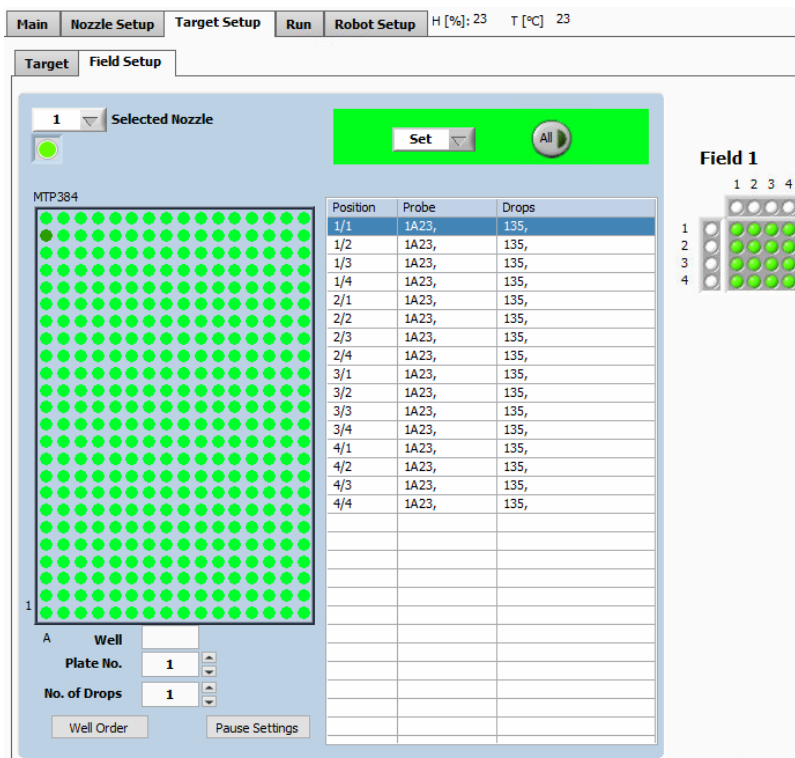 Main Nozzle Setup Target Setup Run Robot Setup H [%]: 23 T [°C] 23
Target Field Setup
1 Selected Nozzle
Set All
Field 1
1 2 3 4
MTP384
Position Probe Drops
1/1 1A23, 135,
1/2 1A23, 135,
1/3 1A23, 135,
1/4 1A23, 135,
2/1 1A23, 135,
2/2 1A23, 135,
2/3 1A23, 135,
2/4 1A23, 135,
3/1 1A23, 135,
3/2 1A23, 135,
3/3 1A23, 135,
3/4 1A23, 135,
4/1 1A23, 135,
4/2 1A23, 135,
4/3 1A23, 135,
4/4 1A23, 135,
1
2
3
4
1
A Well
Plate No. 1
No. of Drops 1
Well Order Pause Settings